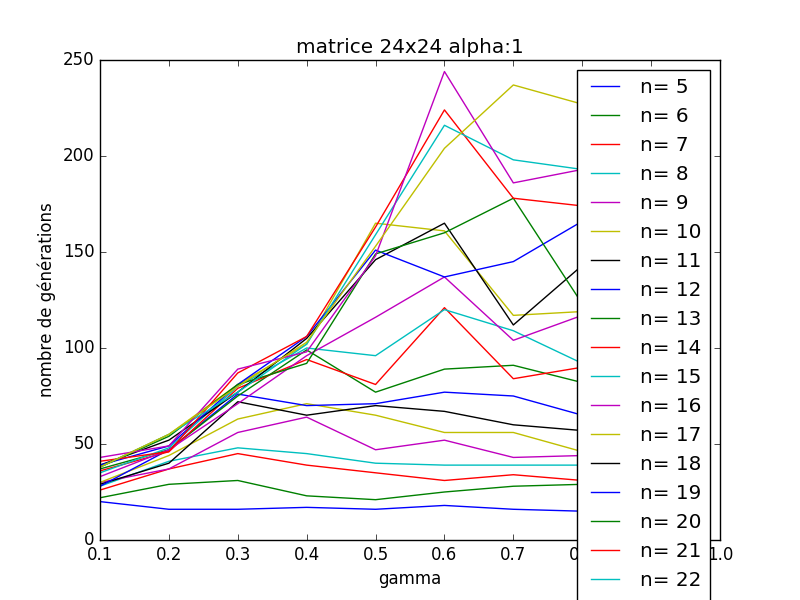 matrice 24x24 alpha:1
250
200
150
100
50
0
nombre de générations
0.1 0.2 0.3 0.4 0.5 0.6 0.7 1.0
gamma
n= 5
n= 6
n= 7
n= 8
n= 9
n= 10
n= 11
n= 12
n= 13
n= 14
n= 15
n= 16
n= 17
n= 18
n= 19
n= 20
n= 21
n= 22